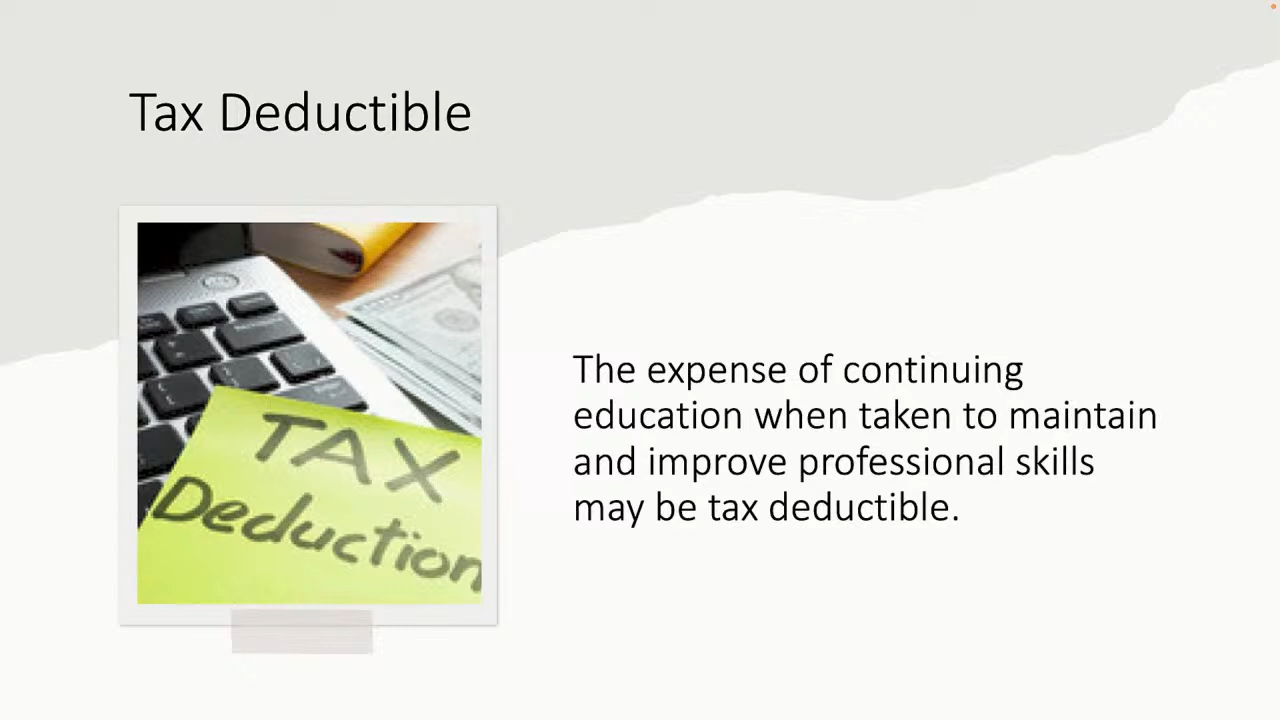 Tax Deductible
TAX
Deduction
The expense of continuing
education when taken to maintain
and improve professional skills
may be tax deductible.